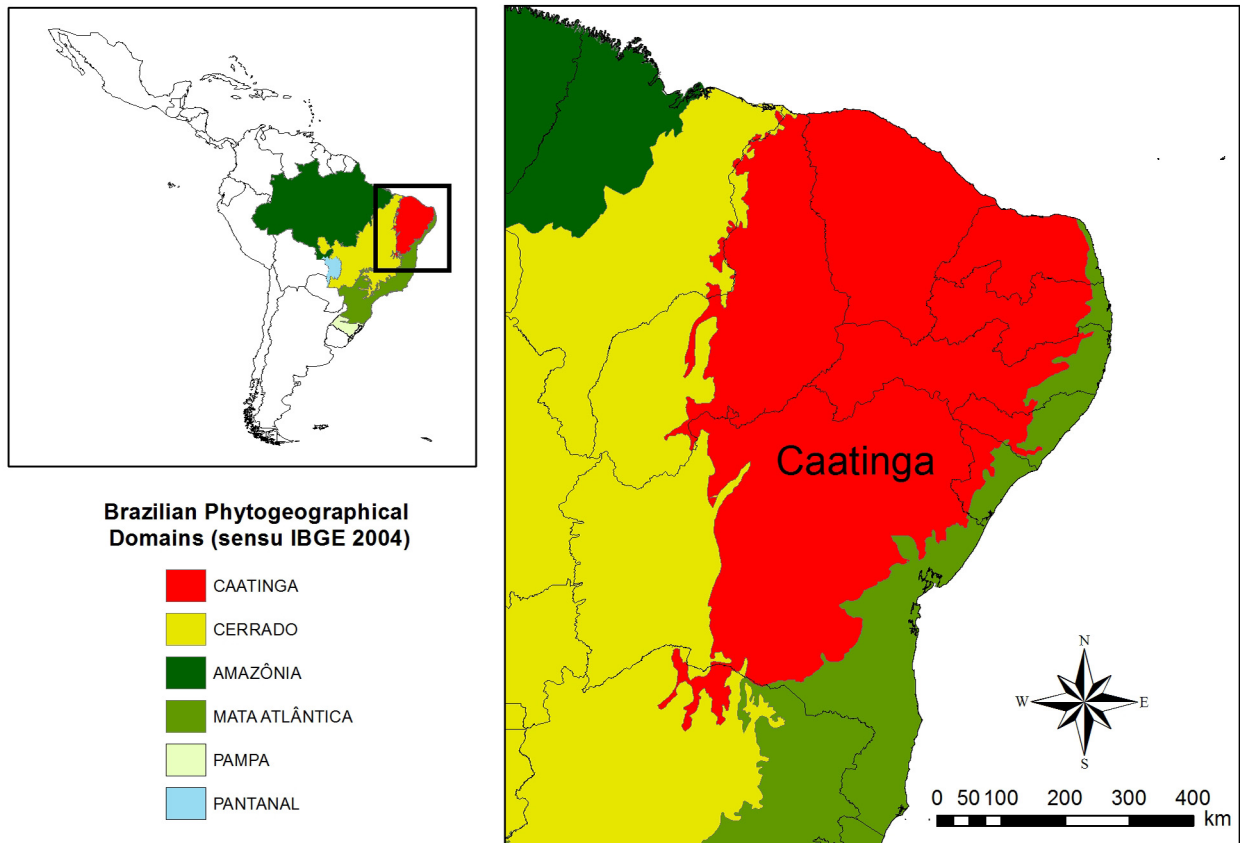 Brazilian Phytogeographical
Domains (sensu IBGE 2004)
CAATINGA
CERRADO
AMAZÔNIA
MATA ATLÂNTICA
PAMPA
PANTANAL
Caatinga
N
W E
S
0 50 100 200 300 400
km